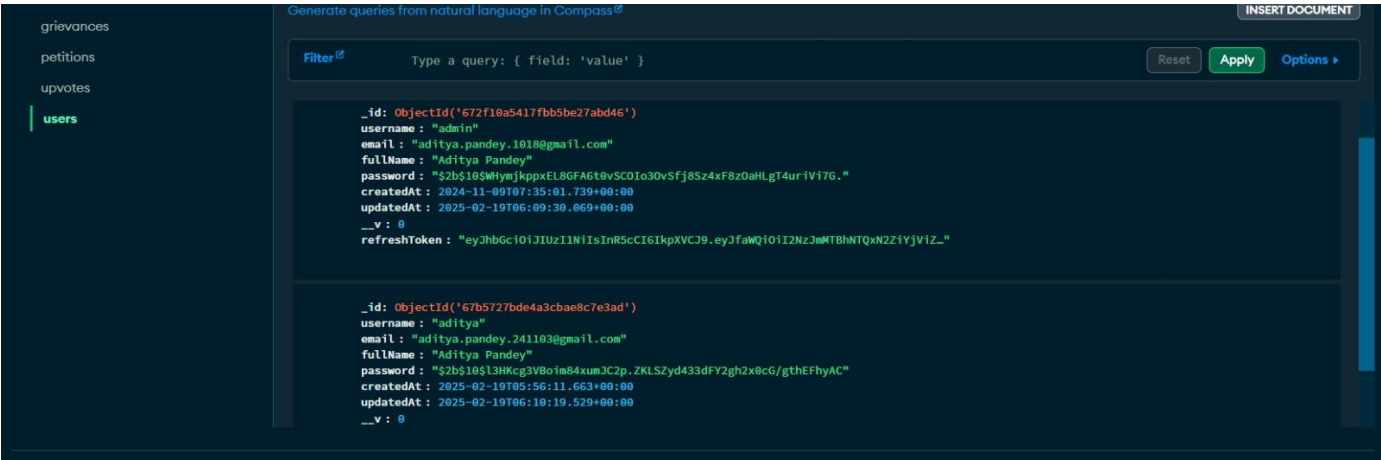 Generate queries from natural language in Compass
INSERT DOCUMENT
grievances
petitions
upvotes
users
Filter
Type a query: { field: 'value' }
Reset
Apply
Options
_id: ObjectId('672f10a5417fbb5be27abd46')
username : "admin"
email : "aditya.pandey.1018@gmail.com"
fullName : "Aditya Pandey"
password : "$2b$10$WHymjkppxEL8GFA6t0vSCOIo3OvSfj8Sz4xF8zOaHLgT4uriVi7G."
createdAt : 2024-11-09T07:35:01.739+00:00
updatedAt : 2025-02-19T06:09:30.069+00:00
__v : 0
refreshToken : "eyJhbGciOiJIUzI1NiIsInR5cCI6IkpXVCJ9.eyJfaWQiOiI2NzJmMTBhNTQxN2ZiYjViZ…"
_id: ObjectId('67b5727bde4a3cbae8c7e3ad')
username : "aditya"
email : "aditya.pandey.241103@gmail.com"
fullName : "Aditya Pandey"
password : "$2b$10$l3HKcg3VBoim84xumJC2p.ZKLSZyd433dFY2gh2x0cG/gthEFhyAC"
createdAt : 2025-02-19T05:56:11.663+00:00
updatedAt : 2025-02-19T06:10:19.529+00:00
__v : 0